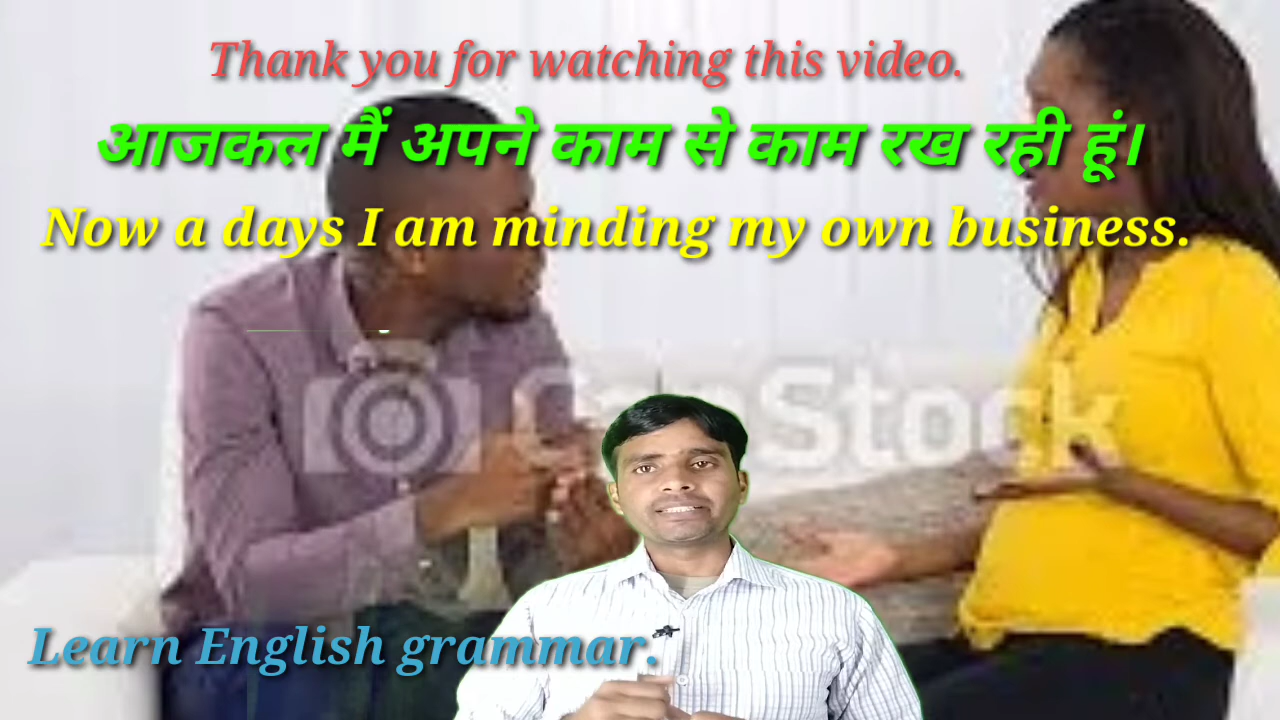 Thank you for watching this video.
आजकल मैं अपने काम से काम रख रही हूं।
Now a days I am minding my own business.
CanStock
Learn English grammar.